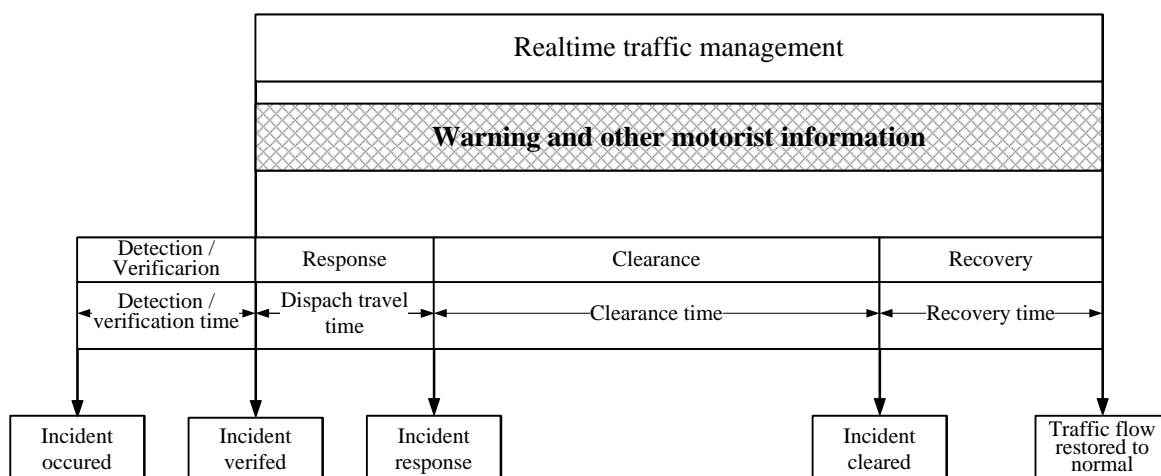 Realtime traffic management
Warning and other motorist information
Detection /
Verificarion
Response
Clearance
Recovery
Detection /
verification time
Dispach travel
time
Clearance time
Recovery time
Incident
occured
Incident
verifed
Incident
response
Incident
cleared
Traffic flow
restored to
normal